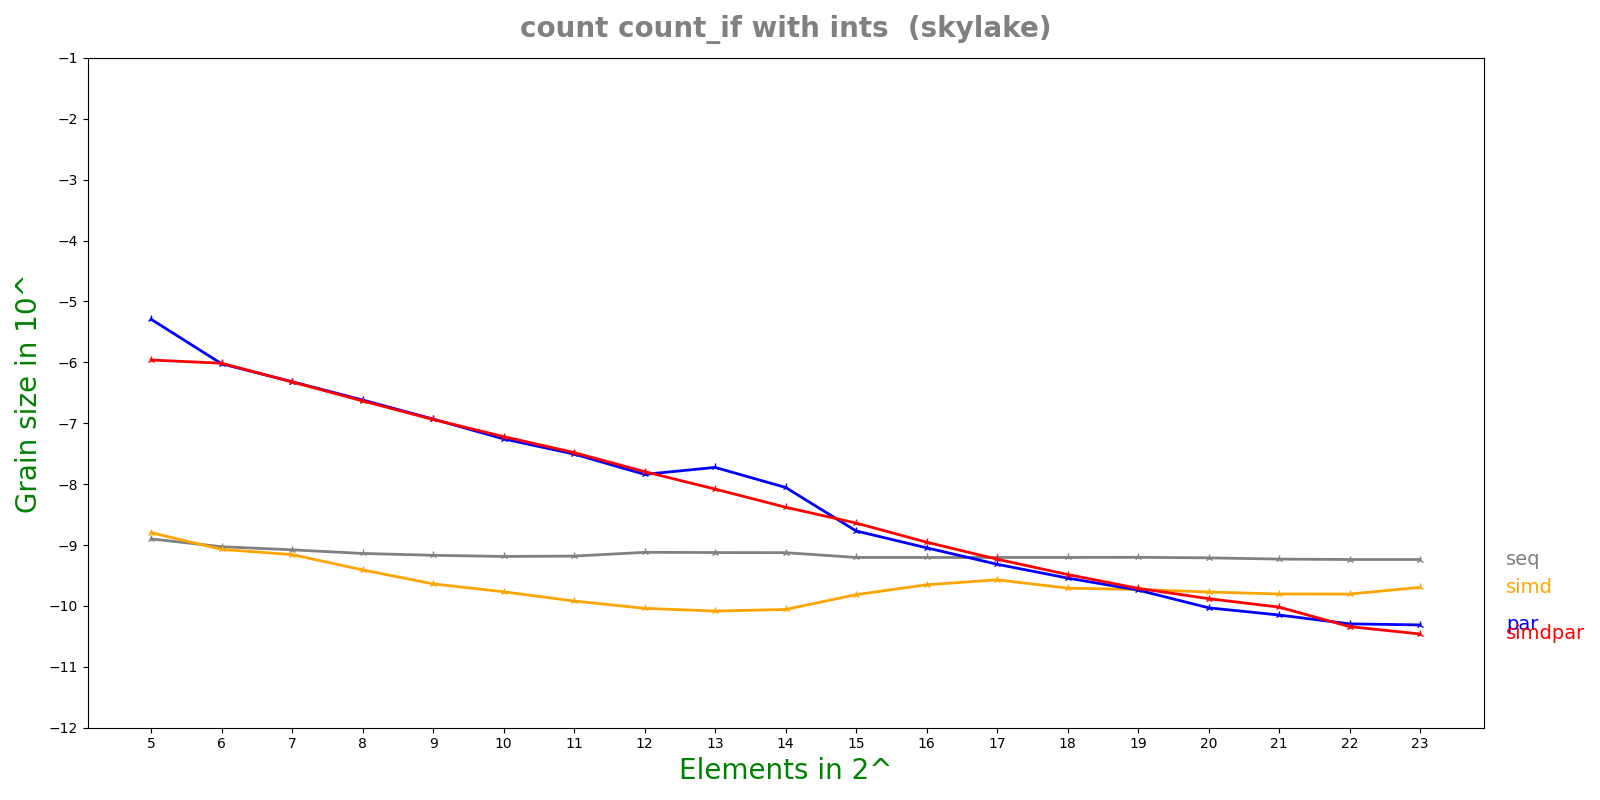 count count_if with ints  (skylake)
Grain size in 10^
−1
−2
−3
−4
−5
−6
−7
−8
−9
−10
−11
−12
seq
simd
par
simdpar
5 6 7 8 9 10 11 12 13 14 15 16 17 18 19 20 21 22 23
Elements in 2^